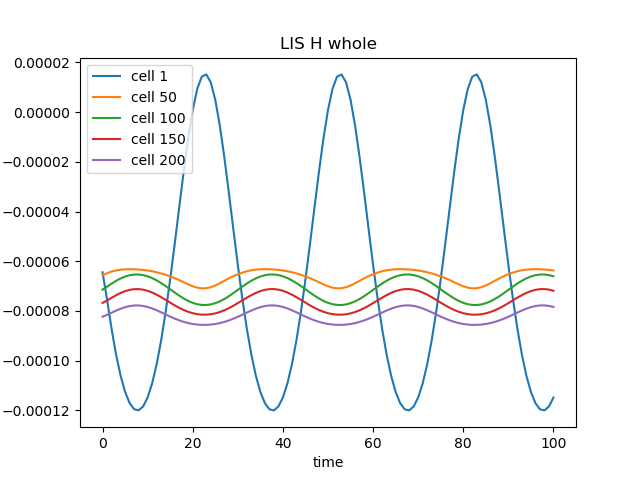 LIS H whole
0.00002
0.00000
−0.00002
−0.00004
−0.00006
−0.00008
−0.00010
−0.00012
cell 1
cell 50
cell 100
cell 150
cell 200
0 20 40 60 80 100
time